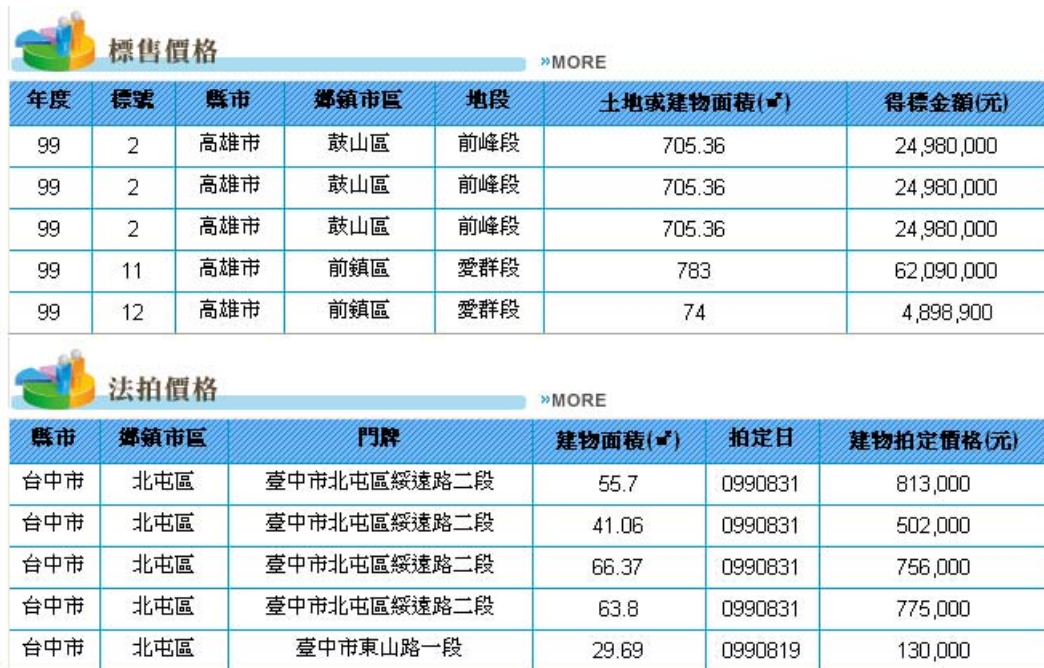 標售價格 »MORE
年度 標號 縣市 鄉鎮市區 地段 土地或建物面積(㎡) 得標金額(元)
99 2 高雄市 鼓山區 前峰段 705.36 24,980,000
99 2 高雄市 鼓山區 前峰段 705.36 24,980,000
99 2 高雄市 鼓山區 前峰段 705.36 24,980,000
99 11 高雄市 前鎮區 愛群段 783 62,090,000
99 12 高雄市 前鎮區 愛群段 74 4,898,900
法拍價格 »MORE
縣市 鄉鎮市區 門牌 建物面積(㎡) 拍定日 建物拍定價格(元)
台中市 北屯區 臺中市北屯區綏遠路二段 55.7 0990831 813,000
台中市 北屯區 臺中市北屯區綏遠路二段 41.06 0990831 502,000
台中市 北屯區 臺中市北屯區綏遠路二段 66.37 0990831 756,000
台中市 北屯區 臺中市北屯區綏遠路二段 63.8 0990831 775,000
台中市 北屯區 臺中市東山路一段 29.69 0990819 130,000